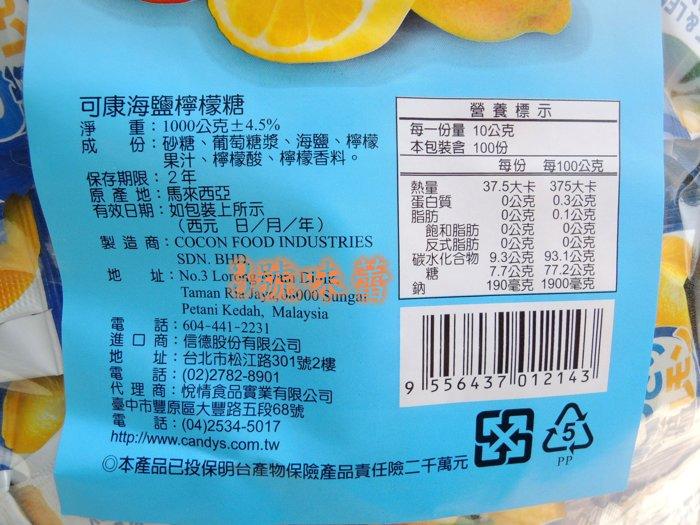 可康海鹽檸檬糖
淨 重：1000公克±4.5%
成 份：砂糖、葡萄糖漿、海鹽、檸檬
果汁、檸檬酸、檸檬香料。
保存期限：2年
原產地：馬來西亞
有效日期：如包裝上所示
（西元 日／月／年）
製造商：COCON FOOD INDUSTRIES
SDN. BHD.
地 址：No.3 Lorong
Taman Ria Jaya, 08000 Sungai
Petani Kedah, Malaysia
電 話：604-441-2231
進口商：信德股份有限公司
地 址：台北市松江路301號2樓
電 話：(02)2782-8901
代理商：悅情食品實業有限公司
臺中市豐原區大豐路五段68號
電 話：(04)2534-5017
http://www.candys.com.tw
◎本產品已投保明台產物保險產品責任險二千萬元
營養標示
每一份量 10公克
本包裝含 100份
每份 每100公克
熱量 37.5大卡 375大卡
蛋白質 0公克 0.3公克
脂肪 0公克 0.1公克
飽和脂肪 0公克 0公克
反式脂肪 0公克 0公克
碳水化合物 9.3公克 93.1公克
糖 7.7公克 77.2公克
鈉 190毫克 1900毫克
9 556437 012143
5
PP